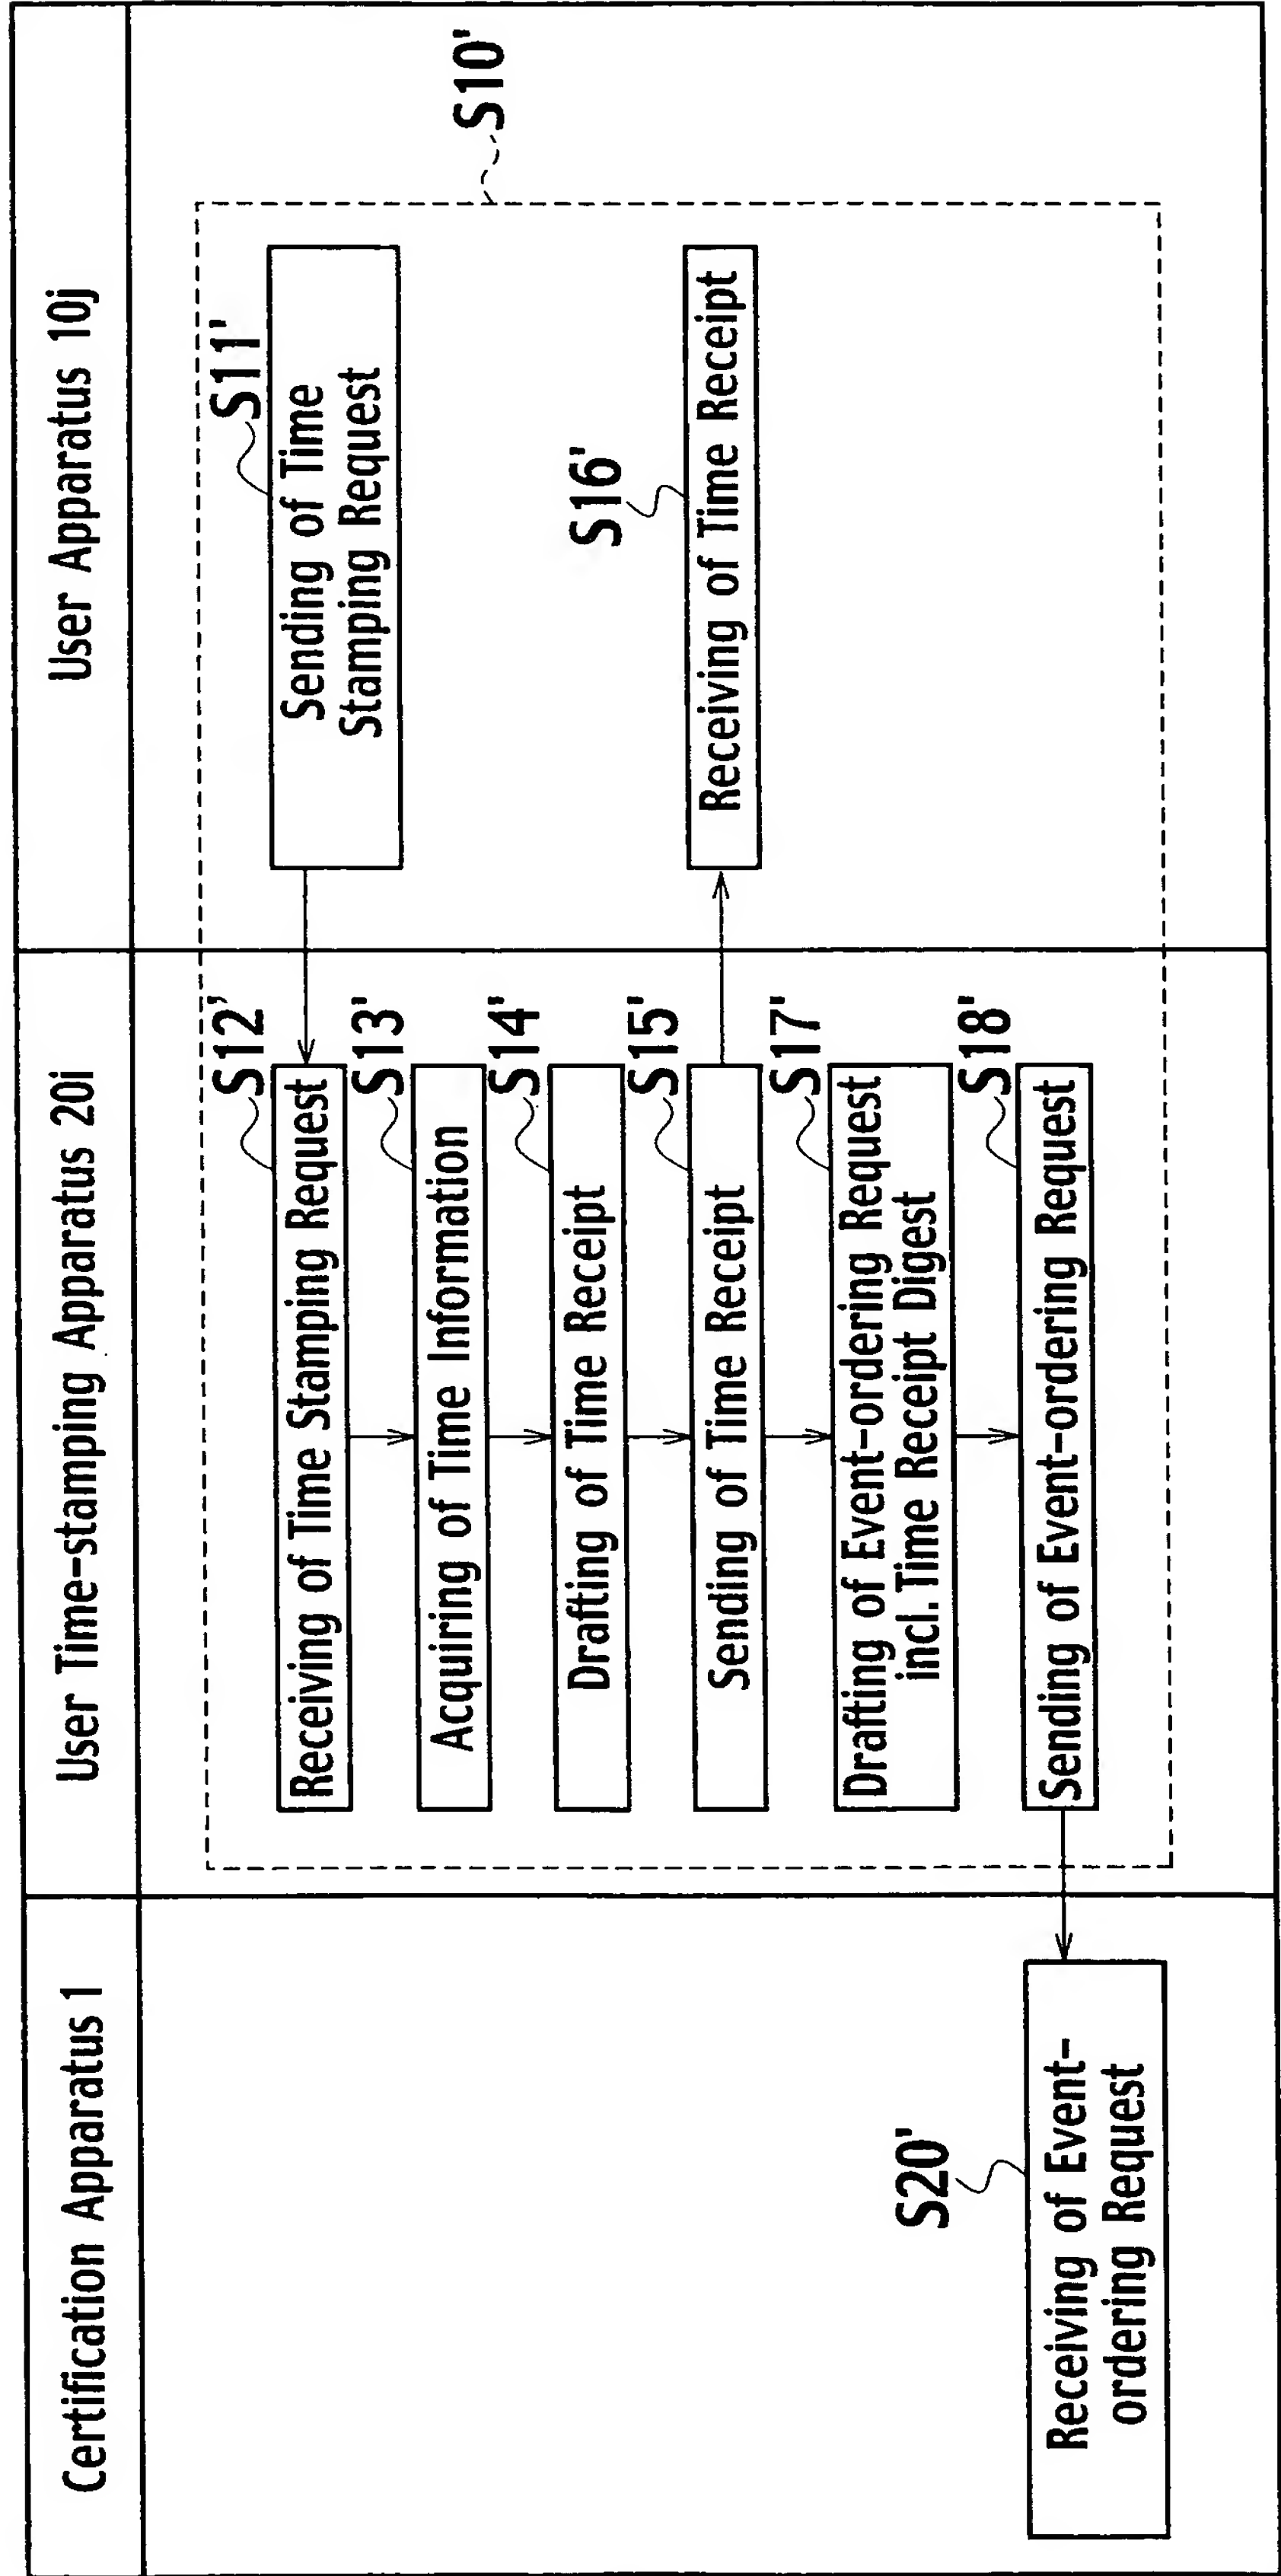 Certification Apparatus 1
User Time-stamping Apparatus 20i
User Apparatus 10j
S10'
S11'
Sending of Time
Stamping Request
S12'
Receiving of Time Stamping Request
S13'
Acquiring of Time Information
S14'
Drafting of Time Receipt
S15'
Sending of Time Receipt
S16'
Receiving of Time Receipt
S17'
Drafting of Event-ordering Request
incl. Time Receipt Digest
S18'
Sending of Event-ordering Request
S20'
Receiving of Event-
ordering Request